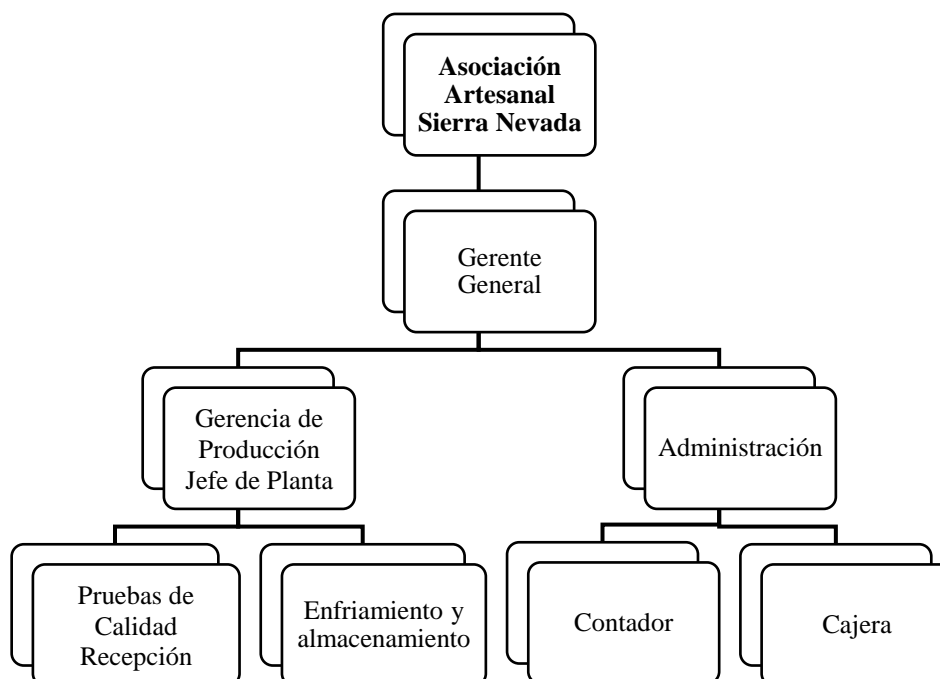 Asociación
Artesanal
Sierra Nevada
Gerente
General
Gerencia de
Producción
Jefe de Planta
Administración
Pruebas de
Calidad
Recepción
Enfriamiento y
almacenamiento
Contador
Cajera